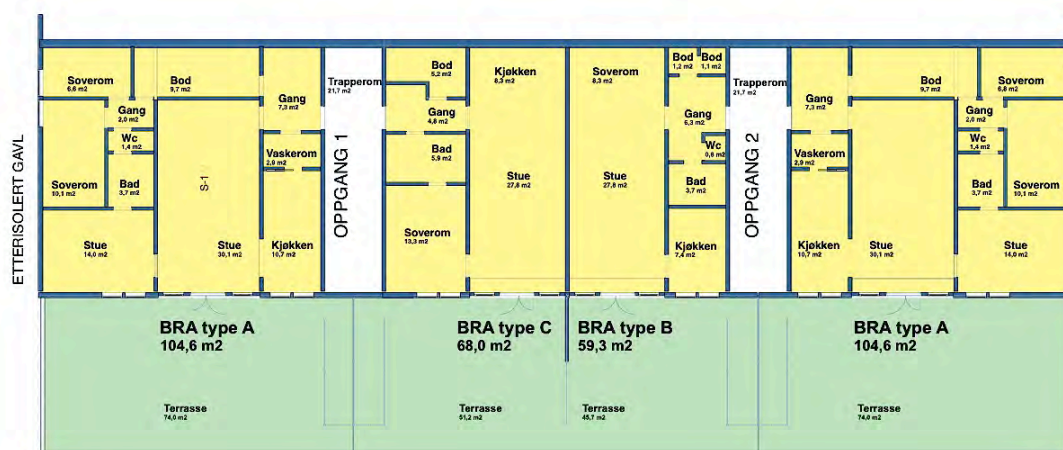 ETTERISOLERT GAVL
Soverom
6,6 m2
Bod
9,7 m2
Gang
2,0 m2
Wc
1,4 m2
Soverom
10,1 m2
Bad
3,7 m2
Stue
14,0 m2
S-1
Stue
30,1 m2
Gang
7,3 m2
Vaskerom
2,9 m2
Kjøkken
10,7 m2
Trapperom
21,7 m2
OPPGANG 1
Bod
5,2 m2
Gang
4,8 m2
Bad
5,9 m2
Soverom
13,3 m2
Kjøkken
8,3 m2
Stue
27,8 m2
Soverom
8,3 m2
Stue
27,8 m2
Bod
1,2 m2
Bod
1,1 m2
Gang
6,3 m2
Wc
0,8 m2
Bad
3,7 m2
Kjøkken
7,4 m2
Trapperom
21,7 m2
OPPGANG 2
Gang
7,3 m2
Vaskerom
2,9 m2
Kjøkken
10,7 m2
Bod
9,7 m2
Stue
30,1 m2
Soverom
6,8 m2
Gang
2,0 m2
Wc
1,4 m2
Bad
3,7 m2
Soverom
10,1 m2
Stue
14,0 m2
BRA type A
104,6 m2
BRA type C
68,0 m2
BRA type B
59,3 m2
BRA type A
104,6 m2
Terrasse
74,0 m2
Terrasse
51,2 m2
Terrasse
45,7 m2
Terrasse
74,0 m2